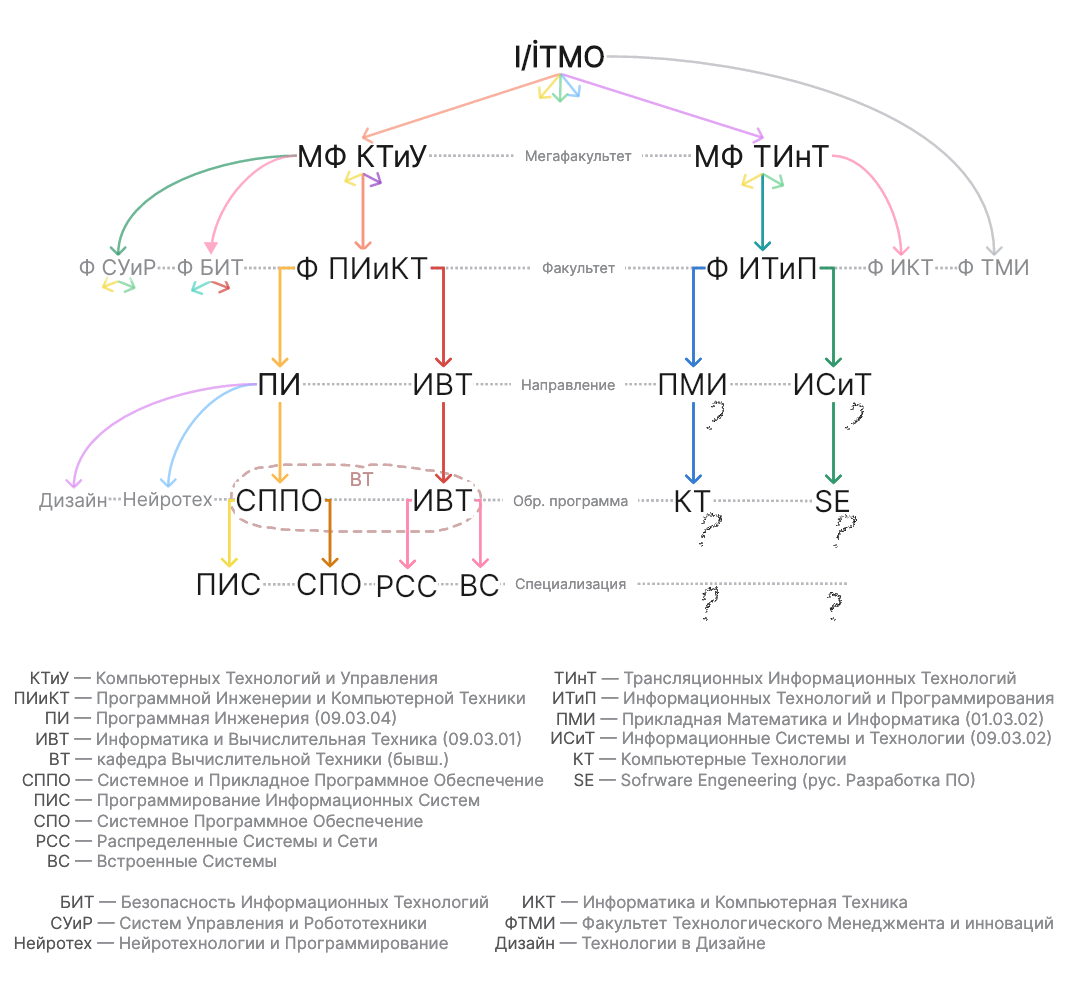 I/İTMO
МФ КТиУ Мегафакультет МФ ТИнТ
Ф СУиР Ф БИТ Ф ПИиКТ Факультет Ф ИТиП Ф ИКТ Ф ТМИ
ПИ ИВТ Направление ПМИ ИСиТ
? ?
ВТ
Дизайн Нейротех СППО ИВТ Обр. программа КТ SE
? ?
ПИС СПО РСС ВС Специализация
? ?
КТиУ — Компьютерных Технологий и Управления
ПИиКТ — Программной Инженерии и Компьютерной Техники
ПИ — Программная Инженерия (09.03.04)
ИВТ — Информатика и Вычислительная Техника (09.03.01)
ВТ — кафедра Вычислительной Техники (бывш.)
СППО — Системное и Прикладное Программное Обеспечение
ПИС — Программирование Информационных Систем
СПО — Системное Программное Обеспечение
РСС — Распределенные Системы и Сети
ВС — Встроенные Системы
ТИнТ — Трансляционных Информационных Технологий
ИТиП — Информационных Технологий и Программирования
ПМИ — Прикладная Математика и Информатика (01.03.02)
ИСиТ — Информационные Системы и Технологии (09.03.02)
КТ — Компьютерные Технологии
SE — Sofrware Engeneering (рус. Разработка ПО)
БИТ — Безопасность Информационных Технологий
СУиР — Систем Управления и Робототехники
Нейротех — Нейротехнологии и Программирование
ИКТ — Информатика и Компьютерная Техника
ФТМИ — Факультет Технологического Менеджмента и инноваций
Дизайн — Технологии в Дизайне